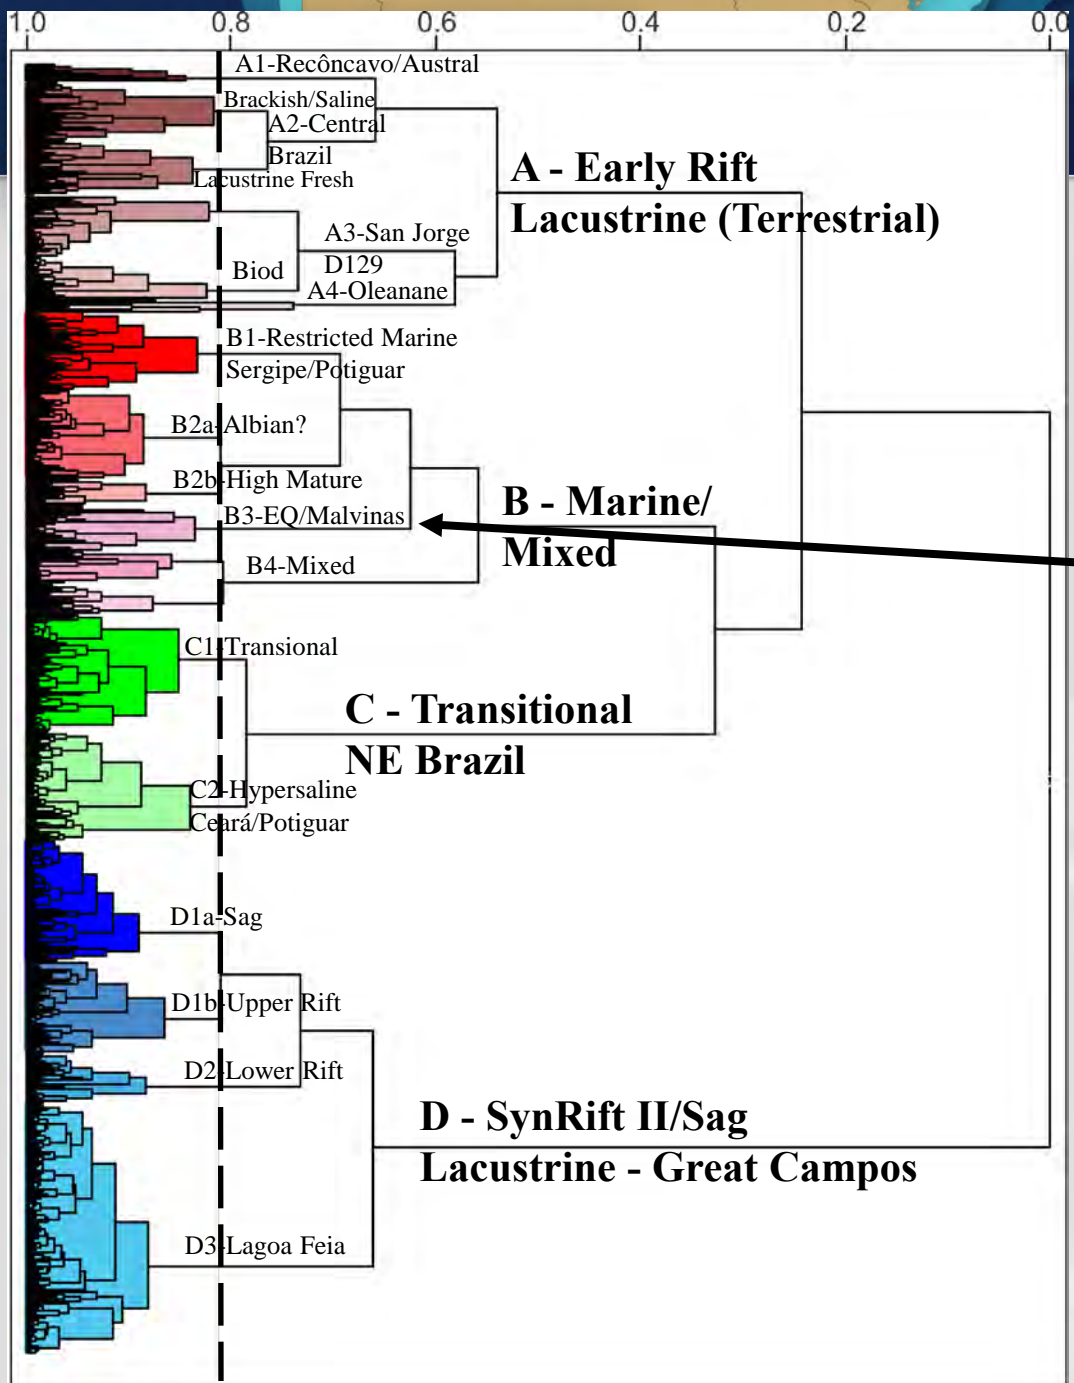 1.0 0.8 0.6 0.4 0.2 0.0
A1-Recôncavo/Austral
Brackish/Saline
A2-Central
Brazil
Lacustrine Fresh
A - Early Rift
Lacustrine (Terrestrial)
A3-San Jorge
D129
Biod
A4-Oleanane
B1-Restricted Marine
Sergipe/Potiguar
B2a-Albian?
B2b-High Mature
B3-EQ/Malvinas
B - Marine/
Mixed
B4-Mixed
C1-Transional
C - Transitional
NE Brazil
C2-Hypersaline
Ceará/Potiguar
D1a-Sag
D1b-Upper Rift
D2-Lower Rift
D - SynRift II/Sag
Lacustrine - Great Campos
D3-Lagoa Feia